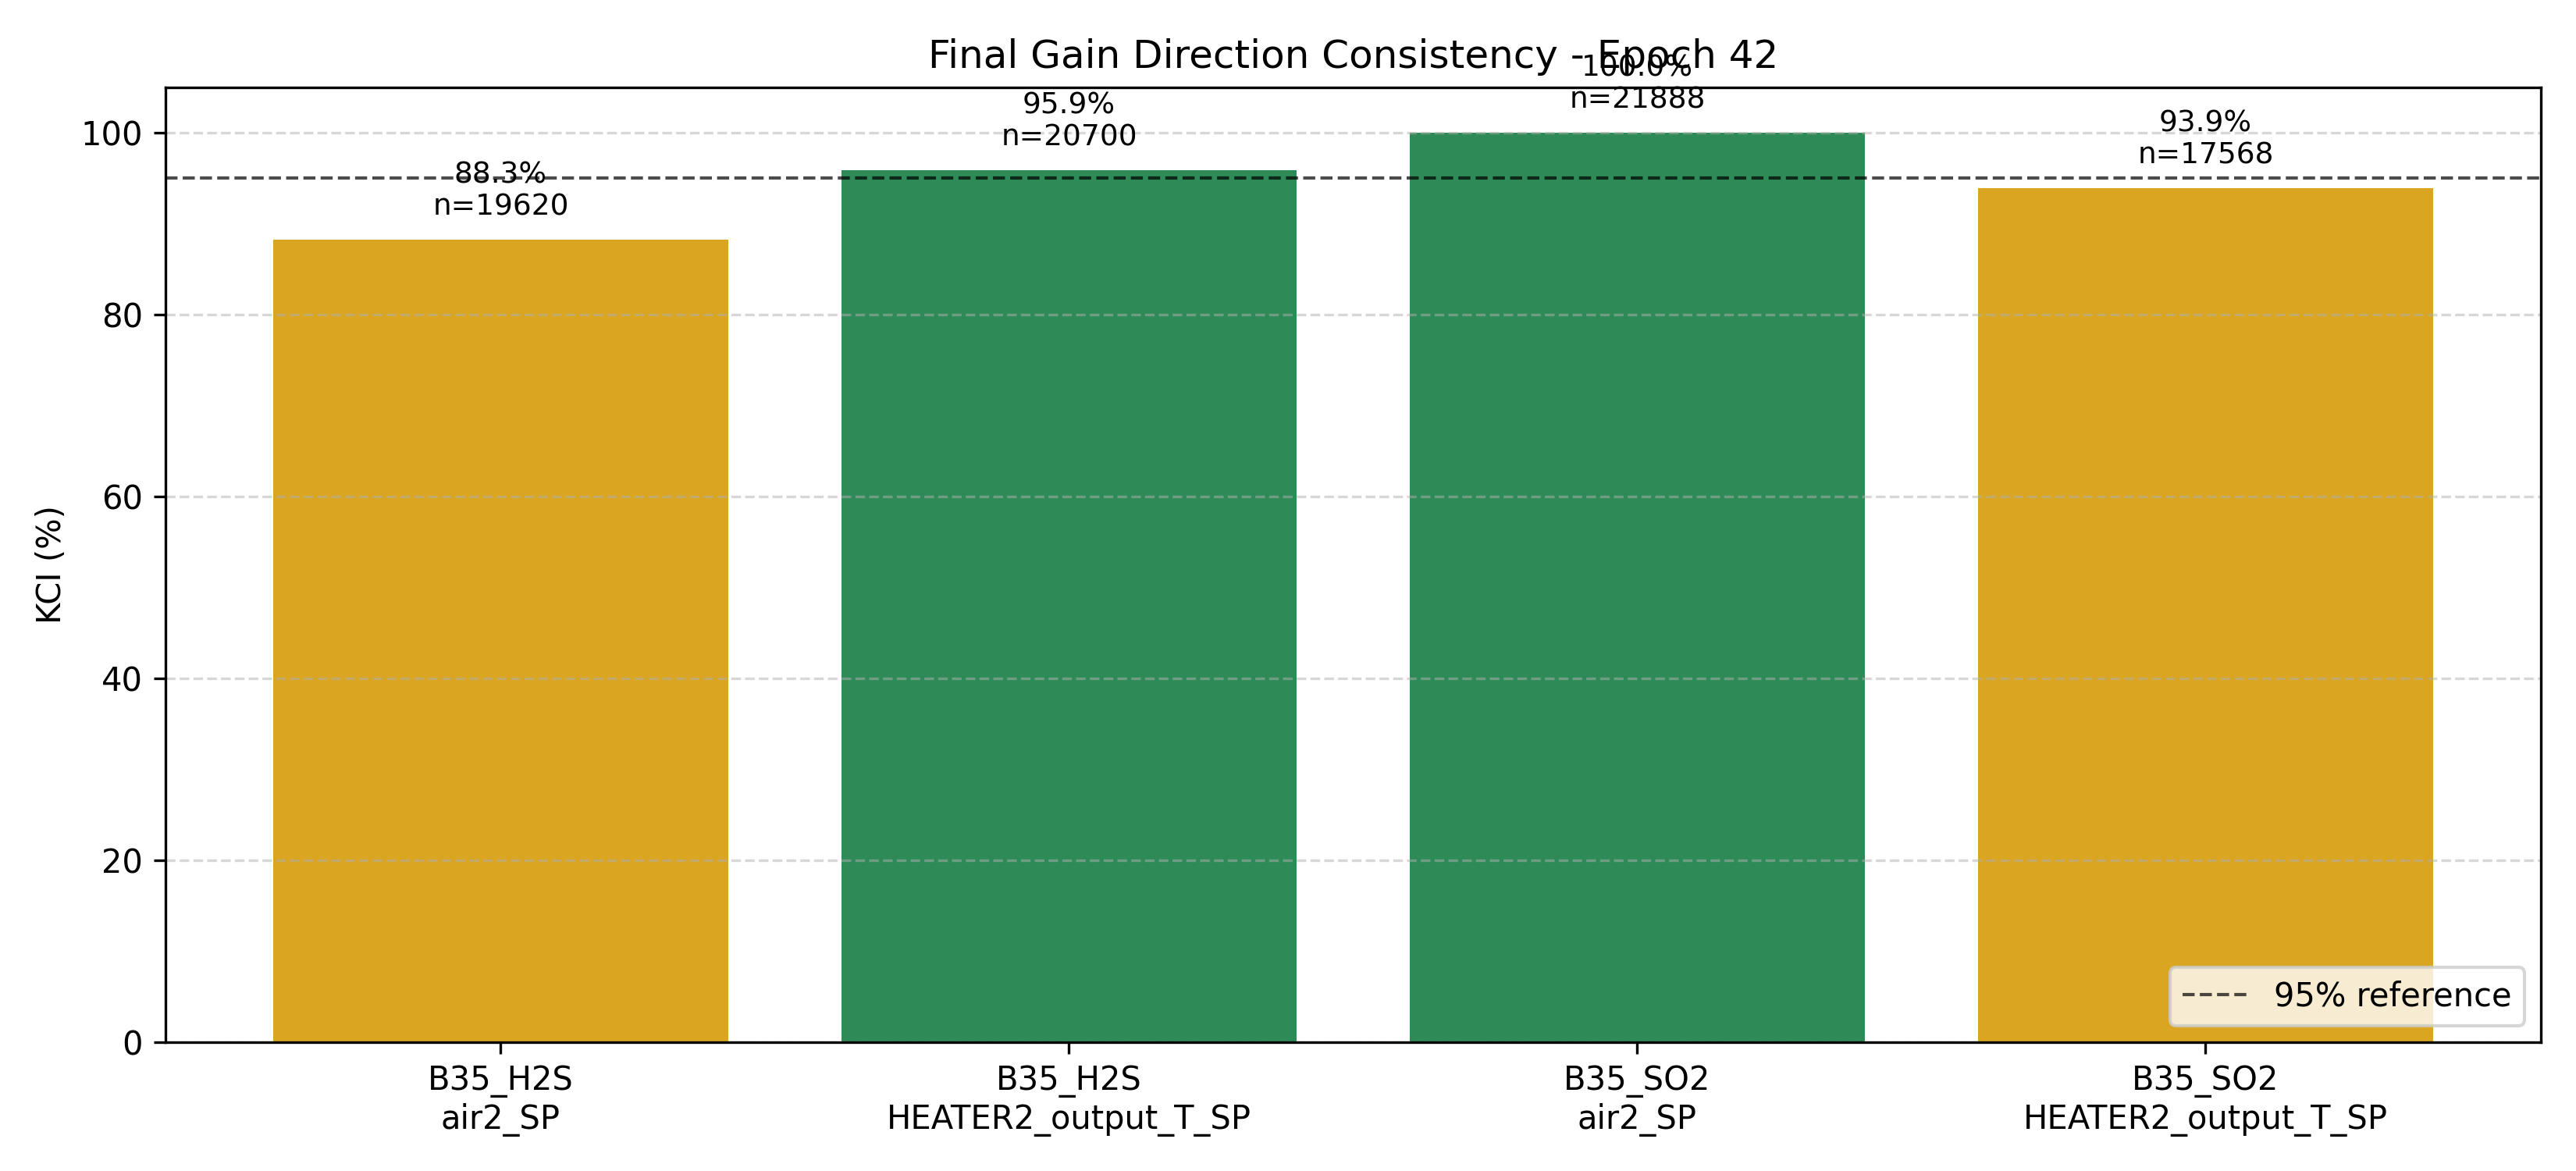 Final Gain Direction Consistency - Epoch 42
100.0%
n=21888
95.9%
n=20700
93.9%
n=17568
88.3%
n=19620
KCI (%)
100
80
60
40
20
0
95% reference
B35_H2S
air2_SP
B35_H2S
HEATER2_output_T_SP
B35_SO2
air2_SP
B35_SO2
HEATER2_output_T_SP